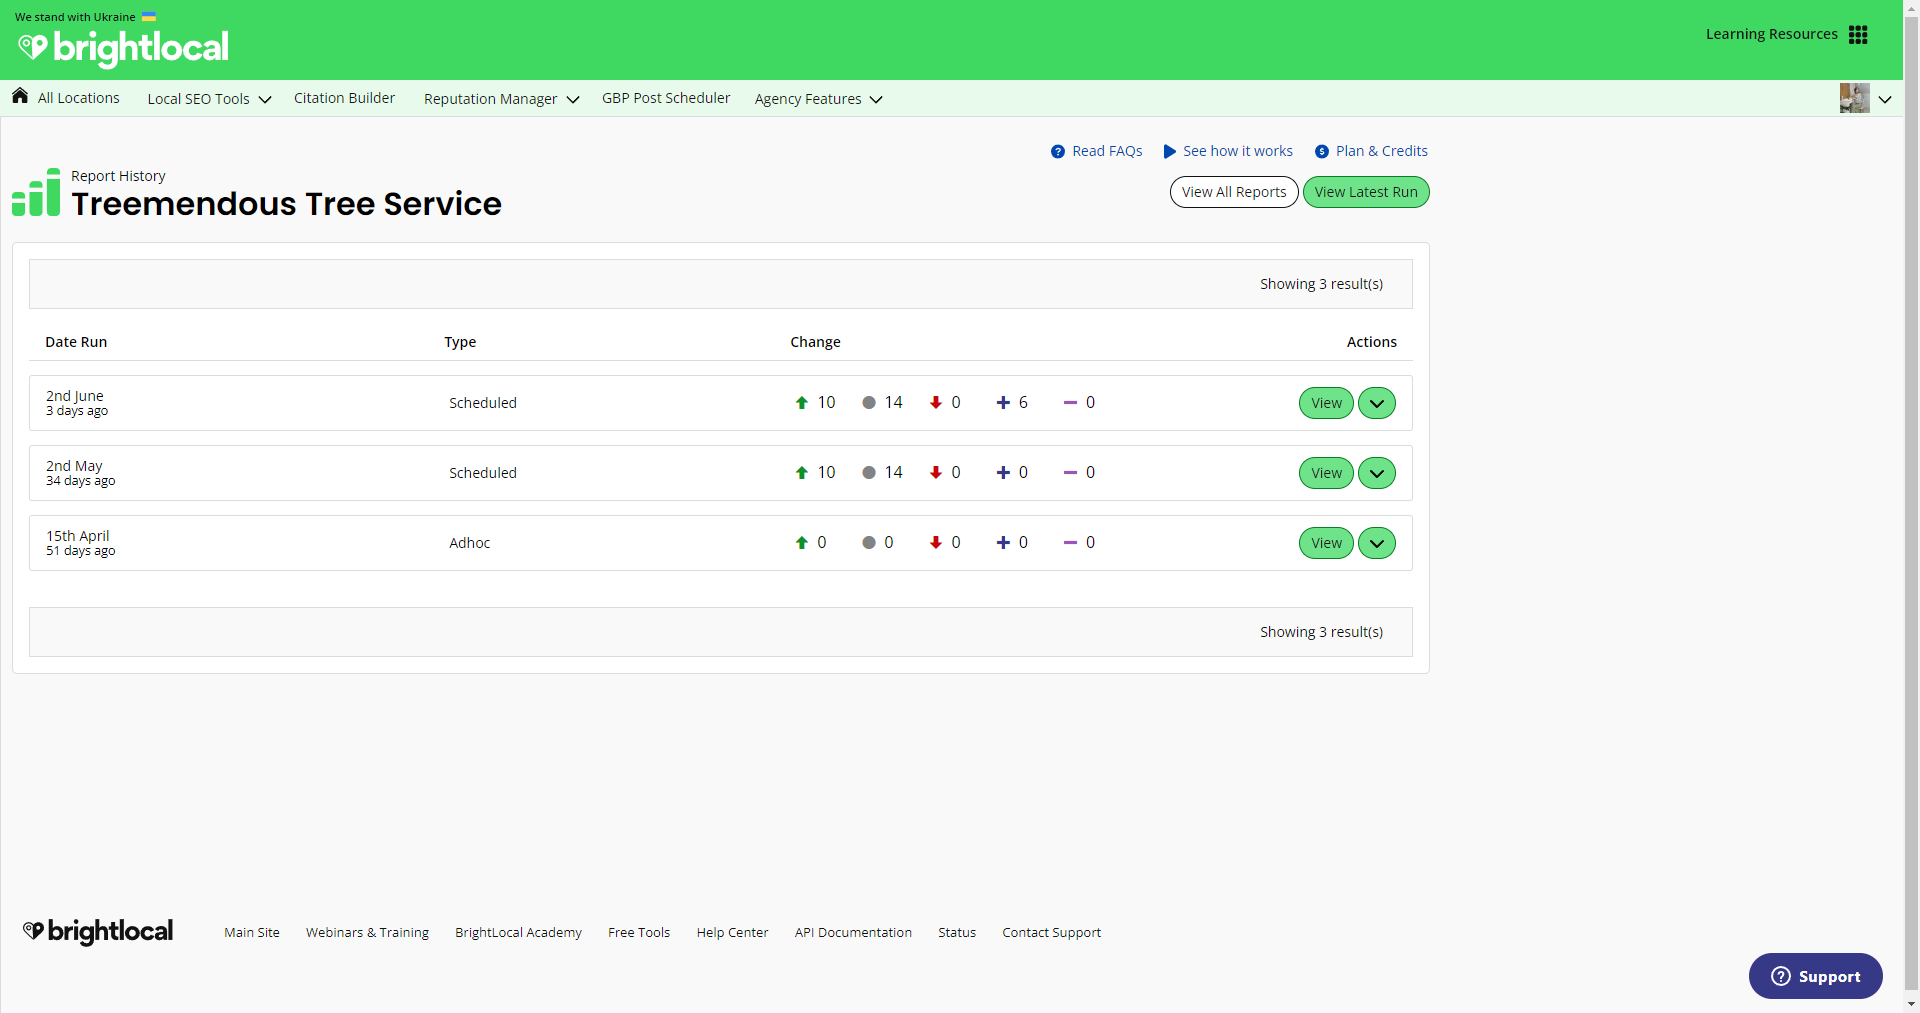 We stand with Ukraine
brightlocal
Learning Resources
All Locations Local SEO Tools Citation Builder Reputation Manager GBP Post Scheduler Agency Features
Read FAQs See how it works Plan & Credits
Report History
Treemendous Tree Service
View All Reports View Latest Run
Showing 3 result(s)
Date Run Type Change Actions
2nd June
3 days ago
Scheduled 10 14 0 6 0 View
2nd May
34 days ago
Scheduled 10 14 0 0 0 View
15th April
51 days ago
Adhoc 0 0 0 0 0 View
Showing 3 result(s)
brightlocal Main Site Webinars & Training BrightLocal Academy Free Tools Help Center API Documentation Status Contact Support
Support